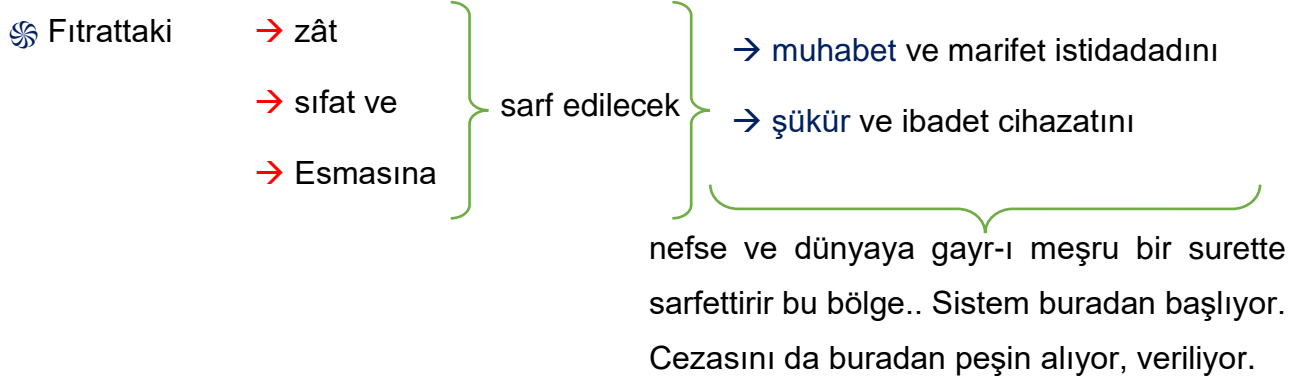 Fıtrattaki → zât
→ sıfat ve
→ Esmasına
sarf edilecek
→ muhabet ve marifet istidadadını
→ şükür ve ibadet cihazatını
nefse ve dünyaya gayr-ı meşru bir surette
sarfettirir bu bölge.. Sistem buradan başlıyor.
Cezasını da buradan peşin alıyor, veriliyor.